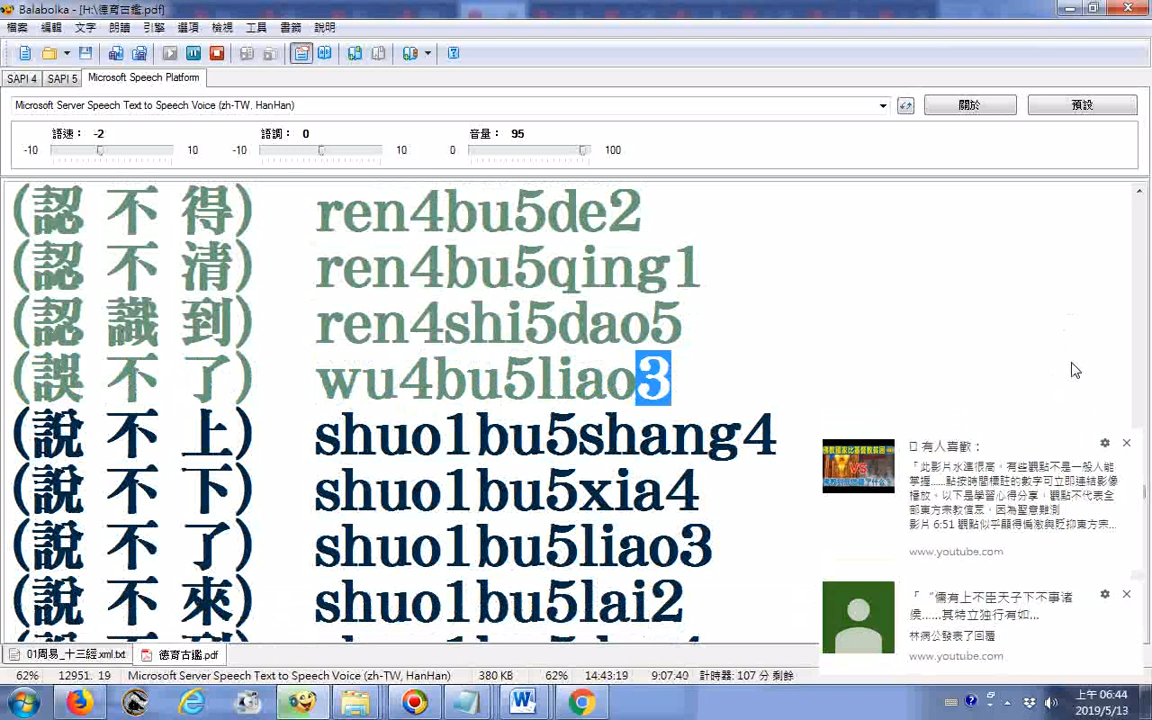 Balabolka - [H:\德育古鑑.pdf]
檔案 編輯 文字 朗讀 引擎 選項 檢視 工具 書籤 說明
SAPI 4 SAPI 5 Microsoft Speech Platform
Microsoft Server Speech Text to Speech Voice (zh-TW, HanHan) 關於 預設
語速： -2 語調： 0 音量： 95
-10 10 -10 10 0 100
(認 不 得) ren4bu5de2
(認 不 清) ren4bu5qing1
(認 識 到) ren4shi5dao5
(誤 不 了) wu4bu5liao3
(說 不 上) shuo1bu5shang4
(說 不 下) shuo1bu5xia4
(說 不 了) shuo1bu5liao3
(說 不 來) shuo1bu5lai2
有人喜歡：
「此影片水準很高，有些觀點不是一般人能
掌握......點按時間標註的數字可立即連結影像
播放。以下是學習心得分享，觀點不代表全
部東方宗教信眾，因為聖意難測
影片 6:51 觀點似乎顯得偏激與貶抑東方宗...
www.youtube.com
「 “儒有上不臣天子下不事諸
侯......其特立独行有如...
林病公發表了回覆
www.youtube.com
01周易_十三經.xml.txt 德育古鑑.pdf
62% 12951. 19 Microsoft Server Speech Text to Speech Voice (zh-TW, HanHan) 380 KB 62% 14:43:19 9:07:40 計時器: 107 分 剩餘
上午 06:44
2019/5/13